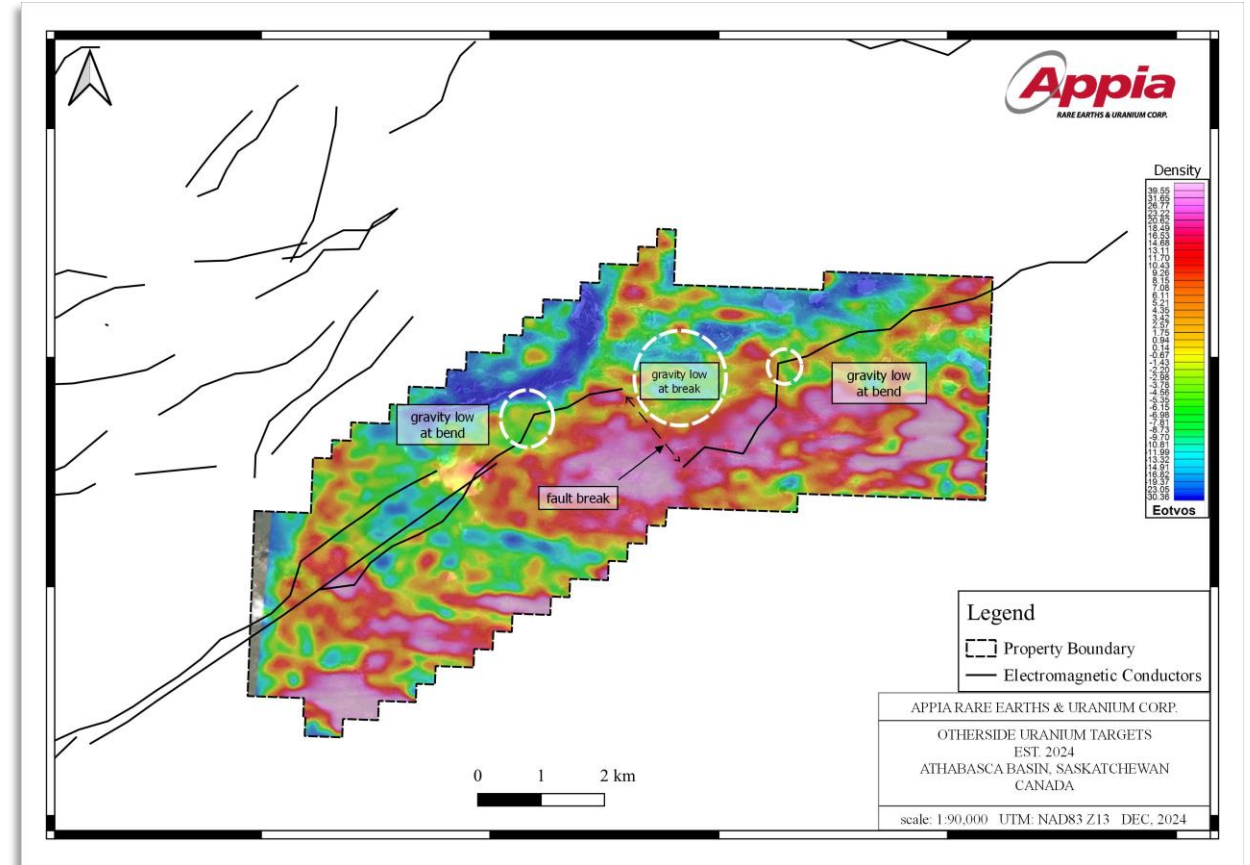 Appia
RARE EARTHS & URANIUM CORP.
Density
39.55
31.65
26.77
23.22
20.62
18.49
16.53
14.68
13.11
11.70
10.43
9.26
8.15
7.08
6.11
5.21
4.35
3.42
2.57
1.75
0.94
0.14
-0.67
-1.43
-2.20
-2.98
-3.78
-4.56
-5.35
-6.15
-6.98
-7.81
-8.73
-9.70
-10.81
-11.99
-13.32
-14.91
-16.82
-19.37
-23.05
-30.36
Eotvos
gravity low
at break
gravity low
at bend
gravity low
at bend
fault break
Legend
Property Boundary
Electromagnetic Conductors
APPIA RARE EARTHS & URANIUM CORP.
OTHERSIDE URANIUM TARGETS
EST. 2024
ATHABASCA BASIN, SASKATCHEWAN
CANADA
scale: 1:90,000 UTM: NAD83 Z13 DEC, 2024
0 1 2 km